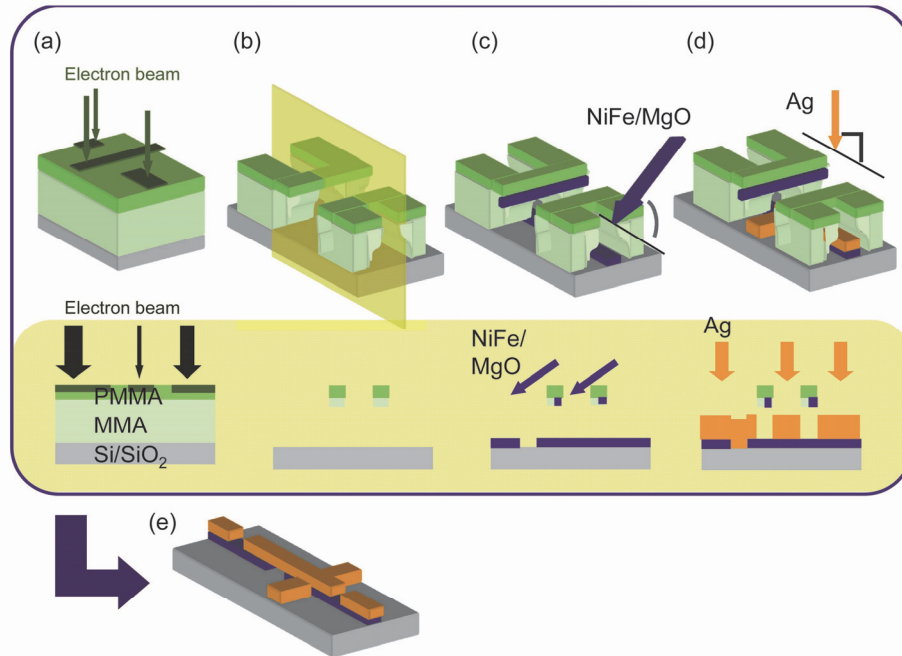 (a)
(b)
(c)
(d)
Electron beam
NiFe/MgO
Ag
Electron beam
PMMA
MMA
Si/SiO₂
NiFe/
MgO
Ag
(e)